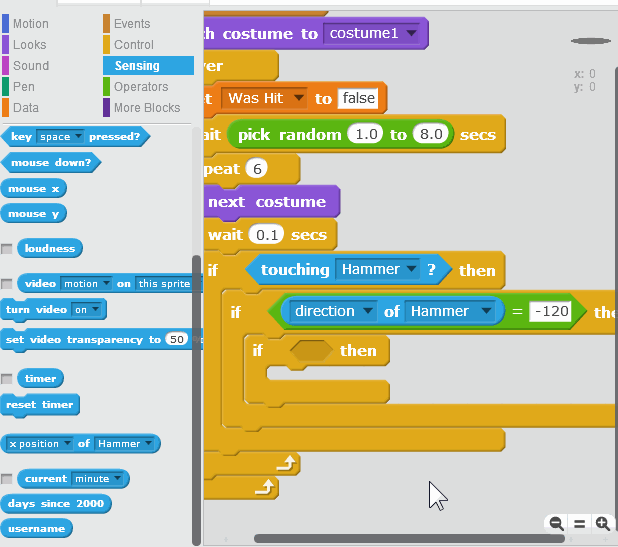 Motion
Events
Looks
Control
Sound
Sensing
Pen
Operators
Data
More Blocks
key space pressed?
mouse down?
mouse x
mouse y
loudness
video motion on this sprite
turn video on
set video transparency to 50
timer
reset timer
x position of Hammer
current minute
days since 2000
username
h costume to costume1
ver
t Was Hit to false
ait pick random 1.0 to 8.0 secs
peat 6
next costume
wait 0.1 secs
if touching Hammer ? then
if direction of Hammer = -120 the
if then
x: 0
y: 0